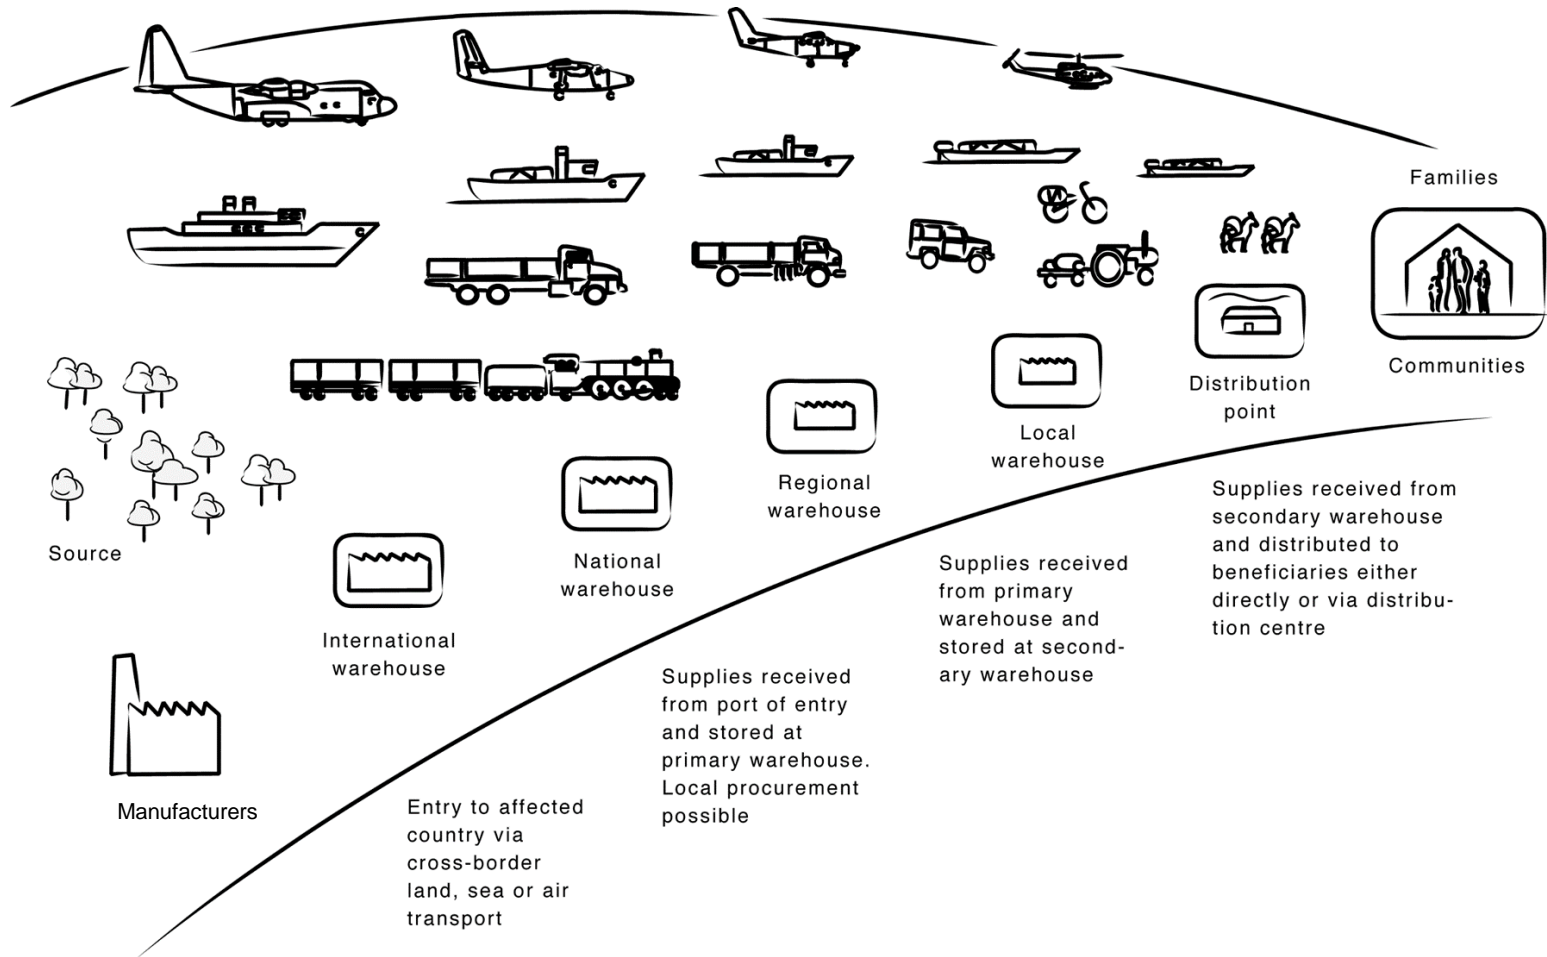 Families
Communities
Distribution
point
Local
warehouse
Regional
warehouse
National
warehouse
International
warehouse
Source
Manufacturers
Entry to affected
country via
cross-border
land, sea or air
transport
Supplies received
from port of entry
and stored at
primary warehouse.
Local procurement
possible
Supplies received
from primary
warehouse and
stored at second-
ary warehouse
Supplies received from
secondary warehouse
and distributed to
beneficiaries either
directly or via distribu-
tion centre